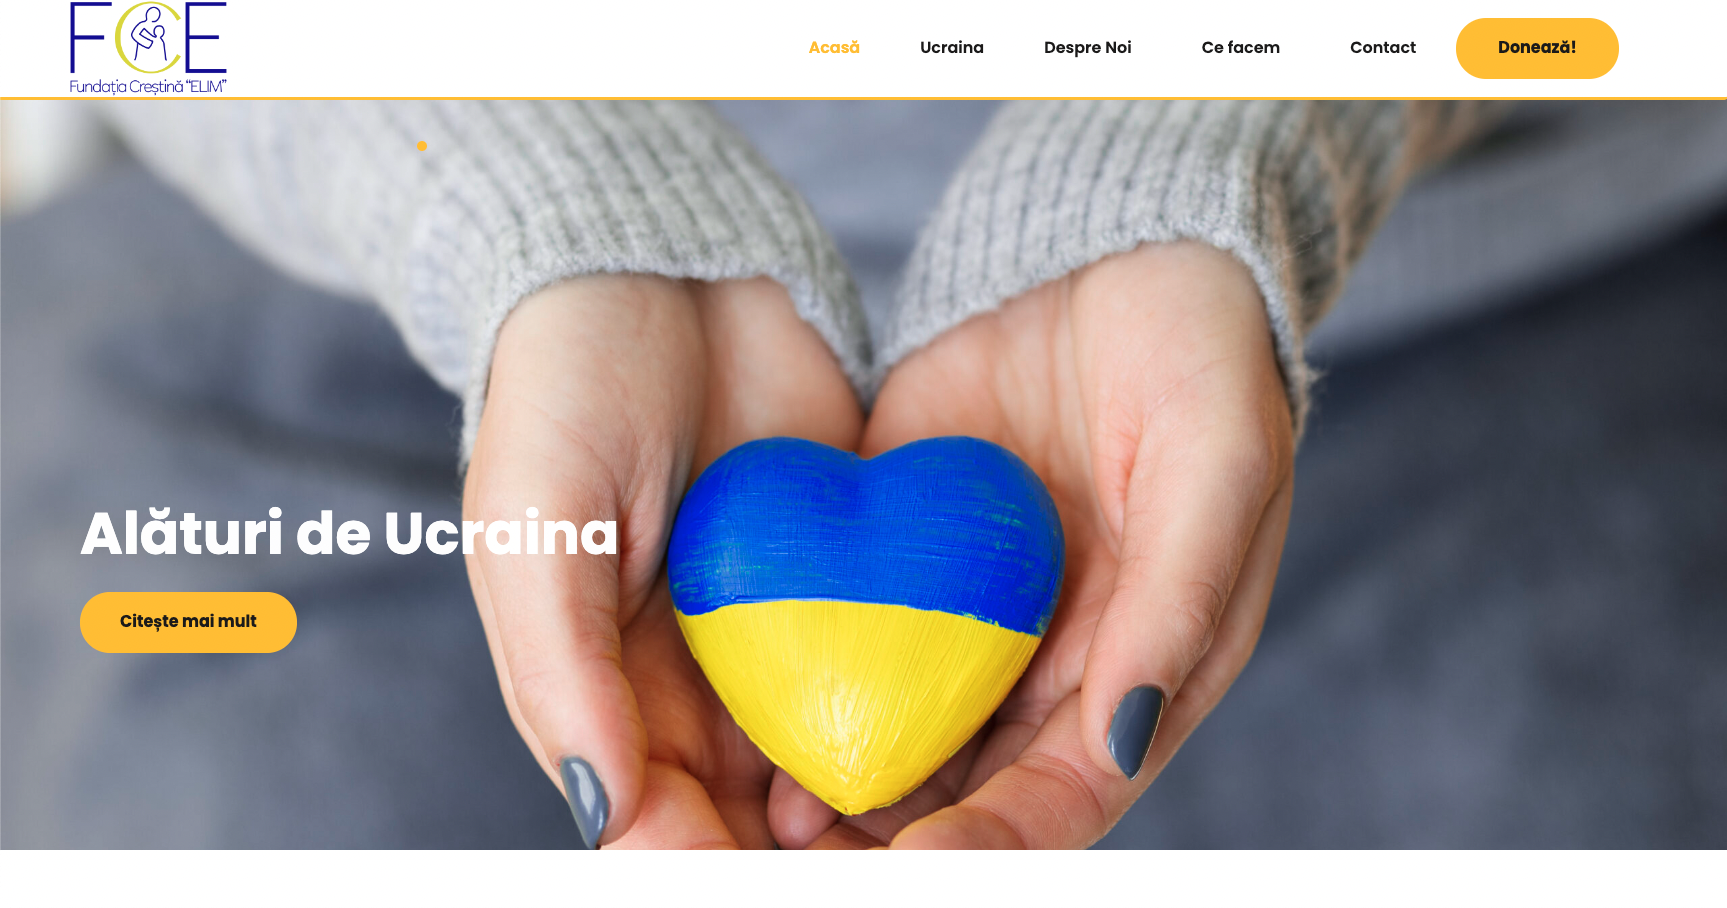 FCE
Fundația Creștină "ELIM"
Acasă Ucraina Despre Noi Ce facem Contact Donează!
Alături de Ucraina
Citește mai mult